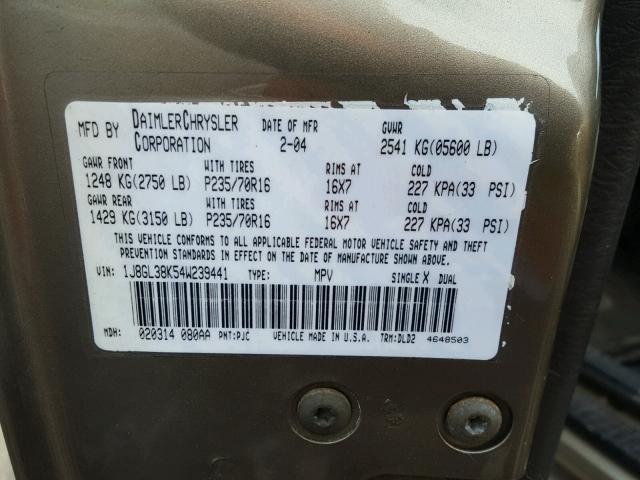 MFD BY DAIMLERCHRYSLER CORPORATION DATE OF MFR 2-04 GVWR 2541 KG(05600 LB)
GAWR FRONT WITH TIRES RIMS AT COLD
1248 KG(2750 LB) P235/70R16 16X7 227 KPA(33 PSI)
GAWR REAR WITH TIRES RIMS AT COLD
1429 KG(3150 LB) P235/70R16 16X7 227 KPA(33 PSI)
THIS VEHICLE CONFORMS TO ALL APPLICABLE FEDERAL MOTOR VEHICLE SAFETY AND THEFT
PREVENTION STANDARDS IN EFFECT ON THE DATE OF MANUFACTURE SHOWN ABOVE.
VIN: 1J8GL38K54W239441 TYPE: MPV SINGLE X DUAL
MDH: 020314 080AA PNT:PJC VEHICLE MADE IN U.S.A. TRM:DLD2 4648503